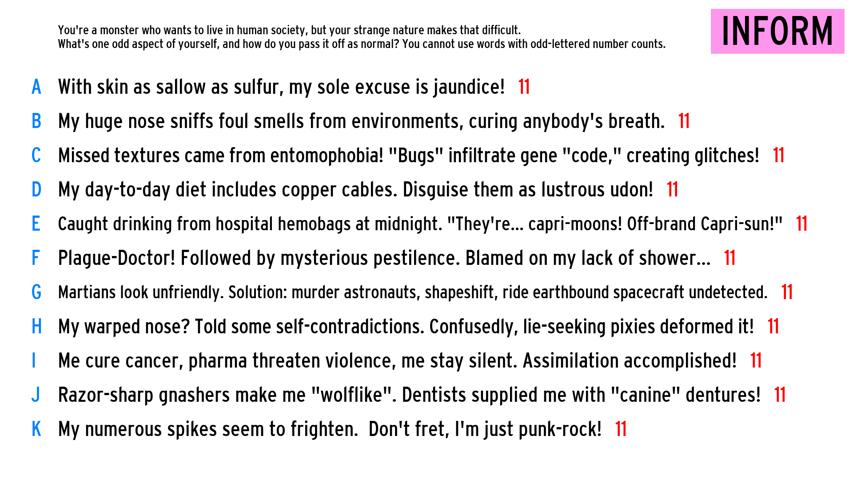 You're a monster who wants to live in human society, but your strange nature makes that difficult.
What's one odd aspect of yourself, and how do you pass it off as normal? You cannot use words with odd-lettered number counts.
INFORM
A With skin as sallow as sulfur, my sole excuse is jaundice! 11
B My huge nose sniffs foul smells from environments, curing anybody's breath. 11
C Missed textures came from entomophobia! "Bugs" infiltrate gene "code," creating glitches! 11
D My day-to-day diet includes copper cables. Disguise them as lustrous udon! 11
E Caught drinking from hospital hemobags at midnight. "They're... capri-moons! Off-brand Capri-sun!" 11
F Plague-Doctor! Followed by mysterious pestilence. Blamed on my lack of shower... 11
G Martians look unfriendly. Solution: murder astronauts, shapeshift, ride earthbound spacecraft undetected. 11
H My warped nose? Told some self-contradictions. Confusedly, lie-seeking pixies deformed it! 11
I Me cure cancer, pharma threaten violence, me stay silent. Assimilation accomplished! 11
J Razor-sharp gnashers make me "wolflike". Dentists supplied me with "canine" dentures! 11
K My numerous spikes seem to frighten. Don't fret, I'm just punk-rock! 11